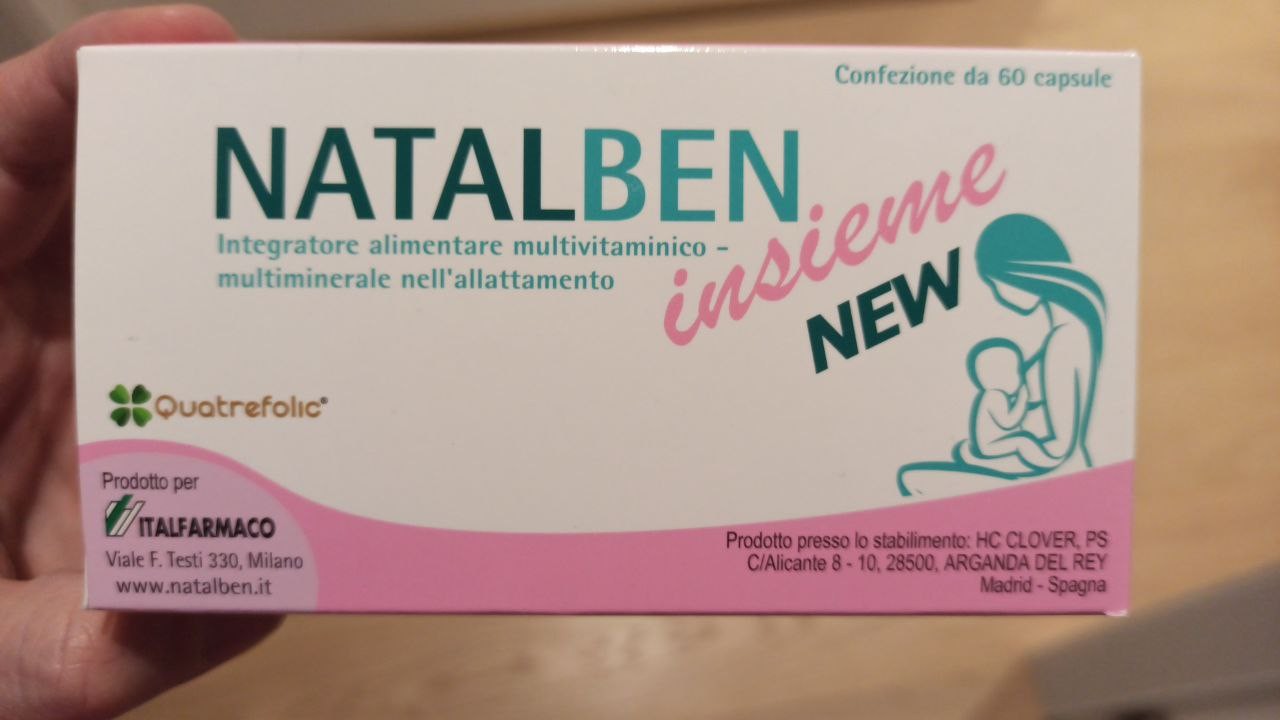 Confezione da 60 capsule
NATALBEN
insieme
NEW
Integratore alimentare multivitaminico -
multiminerale nell'allattamento
Quatrefolic®
Prodotto per
ITALFARMACO
Viale F. Testi 330, Milano
www.natalben.it
Prodotto presso lo stabilimento: HC CLOVER, PS
C/Alicante 8 - 10, 28500, ARGANDA DEL REY
Madrid - Spagna